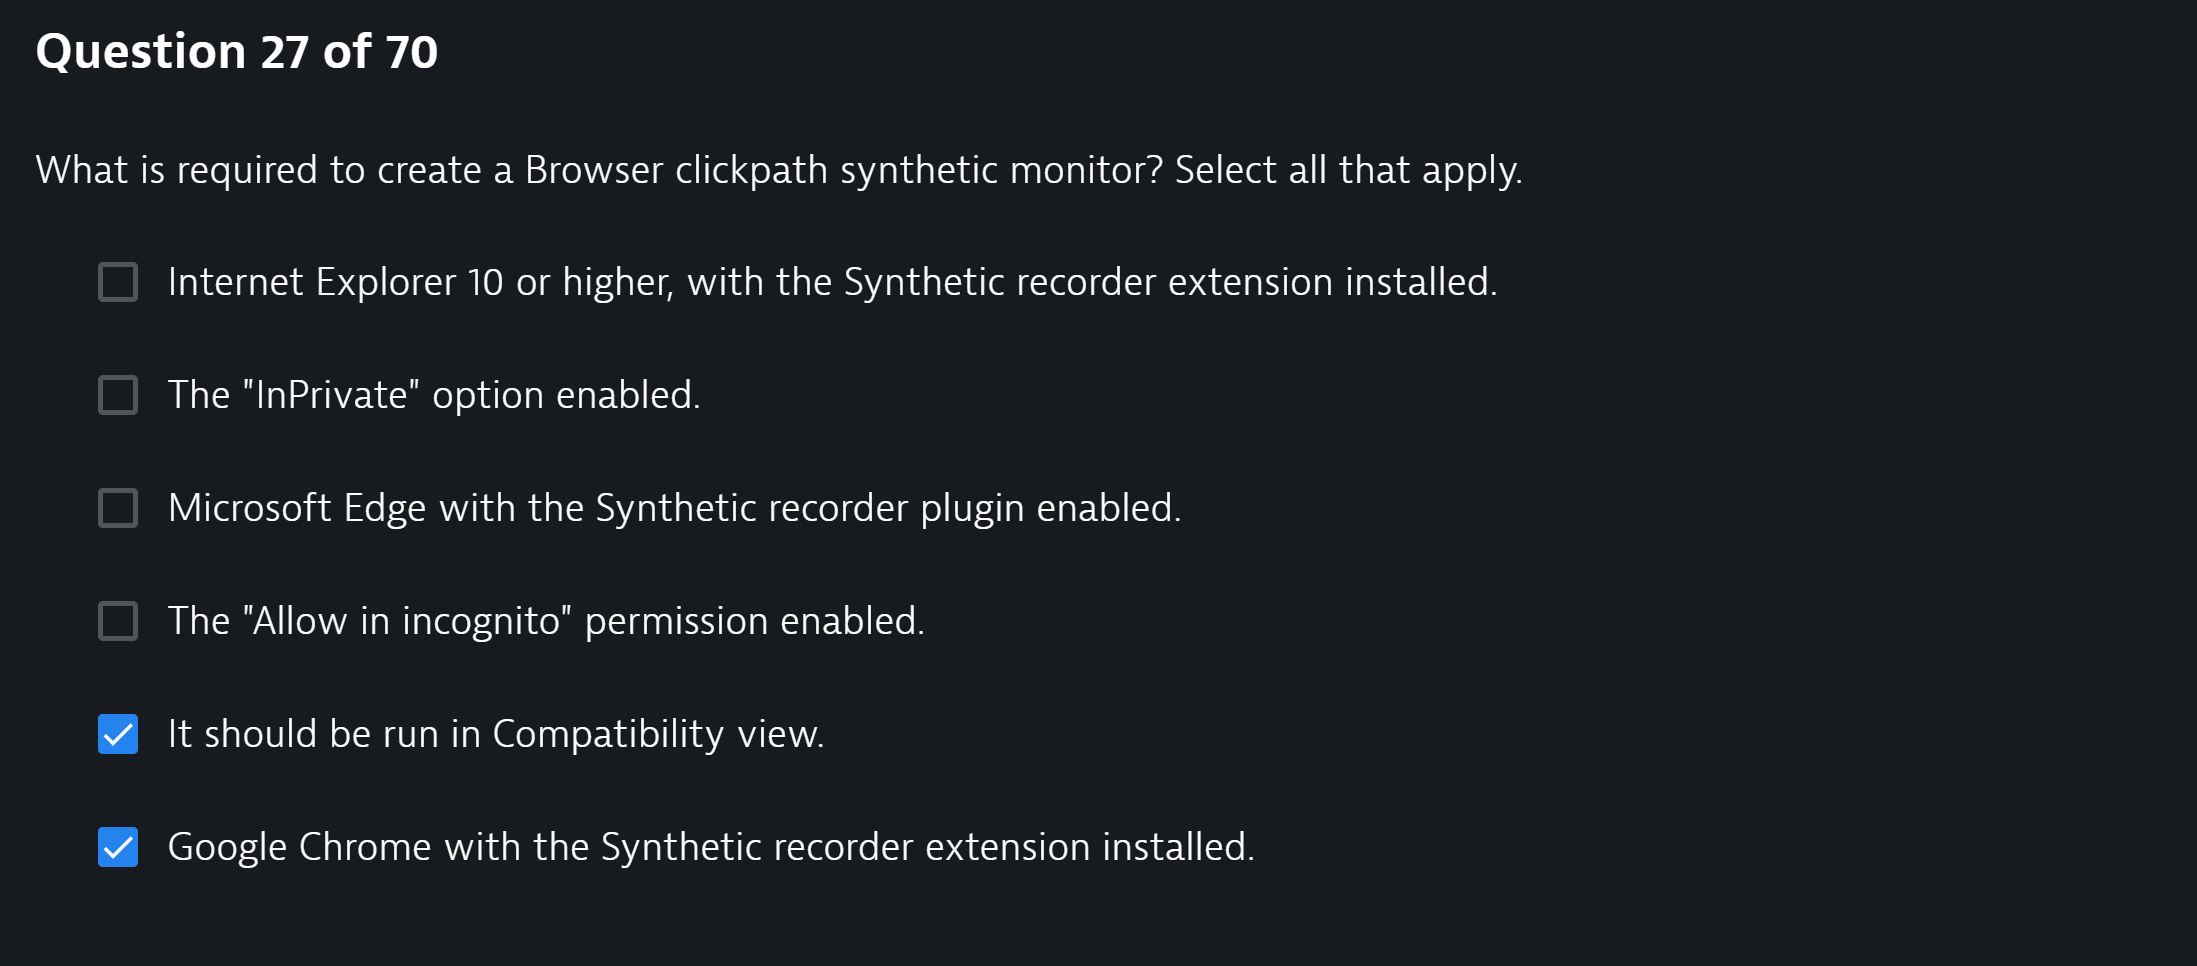 Question 27 of 70
What is required to create a Browser clickpath synthetic monitor? Select all that apply.
Internet Explorer 10 or higher, with the Synthetic recorder extension installed.
The "InPrivate" option enabled.
Microsoft Edge with the Synthetic recorder plugin enabled.
The "Allow in incognito" permission enabled.
It should be run in Compatibility view.
Google Chrome with the Synthetic recorder extension installed.